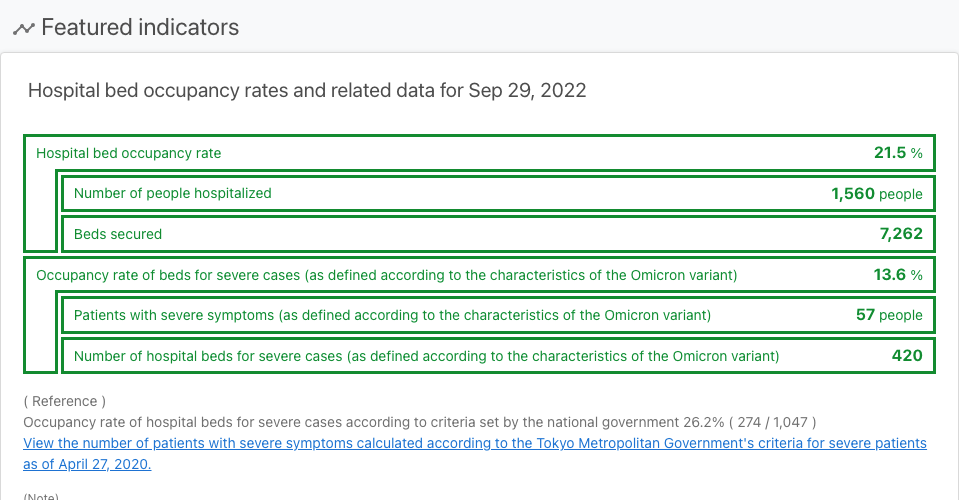 Featured indicators
Hospital bed occupancy rates and related data for Sep 29, 2022
Hospital bed occupancy rate 21.5 %
Number of people hospitalized 1,560 people
Beds secured 7,262
Occupancy rate of beds for severe cases (as defined according to the characteristics of the Omicron variant) 13.6 %
Patients with severe symptoms (as defined according to the characteristics of the Omicron variant) 57 people
Number of hospital beds for severe cases (as defined according to the characteristics of the Omicron variant) 420
( Reference )
Occupancy rate of hospital beds for severe cases according to criteria set by the national government 26.2% ( 274 / 1,047 )
View the number of patients with severe symptoms calculated according to the Tokyo Metropolitan Government's criteria for severe patients
as of April 27, 2020.
(Note)